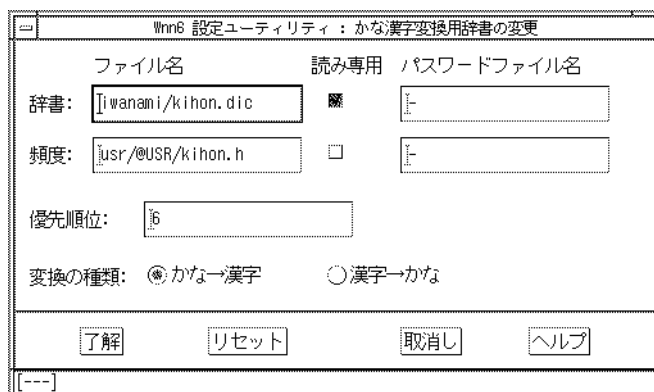 Wnn6 設定ユーティリティ : かな漢字変換用辞書の変更
ファイル名 読み専用 パスワードファイル名
辞書: iwanami/kihon.dic -
頻度: usr/@USR/kihon.h -
優先順位: 6
変換の種類: かな→漢字 漢字→かな
了解 リセット 取消し ヘルプ
[---]